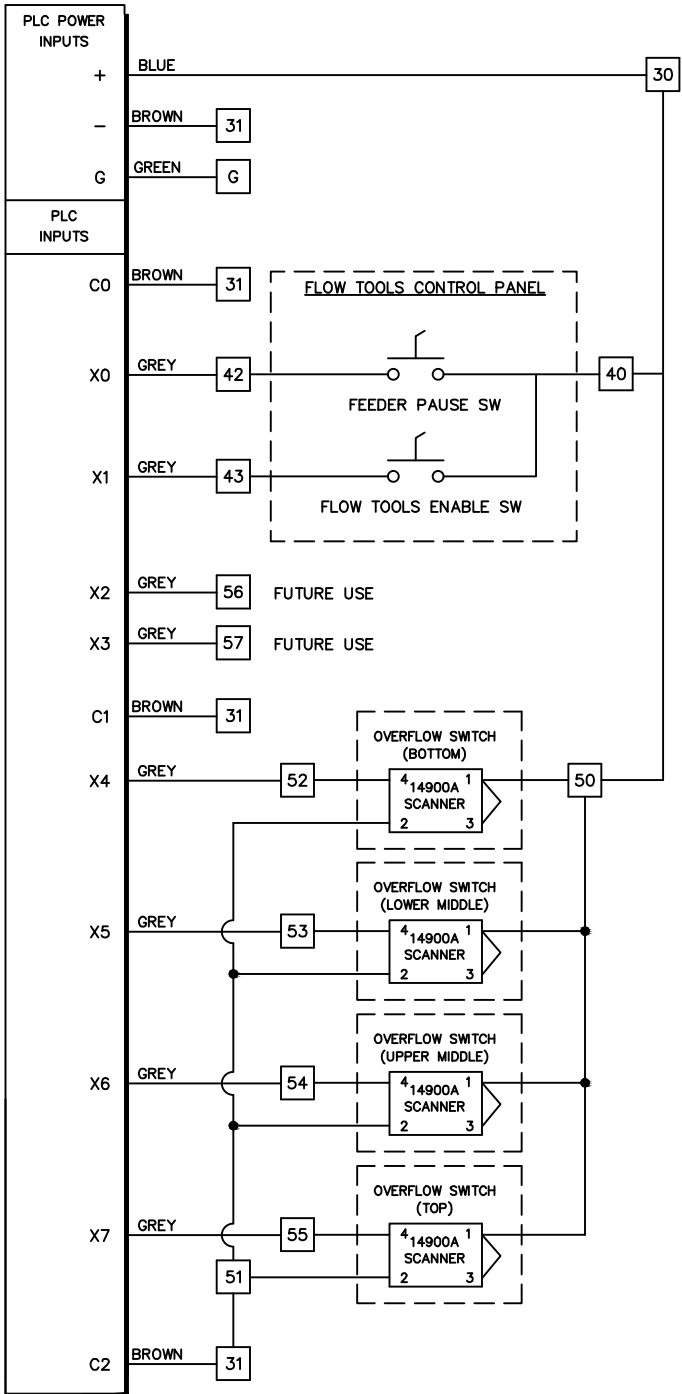 PLC POWER
INPUTS
+ BLUE 30
− BROWN 31
G GREEN G
PLC
INPUTS
C0 BROWN 31
FLOW TOOLS CONTROL PANEL
X0 GREY 42 40
FEEDER PAUSE SW
X1 GREY 43
FLOW TOOLS ENABLE SW
X2 GREY 56 FUTURE USE
X3 GREY 57 FUTURE USE
C1 BROWN 31
OVERFLOW SWITCH
(BOTTOM)
X4 GREY 52 4 14900A 1 50
SCANNER
2 3
OVERFLOW SWITCH
(LOWER MIDDLE)
X5 GREY 53 4 14900A 1
SCANNER
2 3
OVERFLOW SWITCH
(UPPER MIDDLE)
X6 GREY 54 4 14900A 1
SCANNER
2 3
OVERFLOW SWITCH
(TOP)
X7 GREY 55 4 14900A 1
SCANNER
51 2 3
C2 BROWN 31